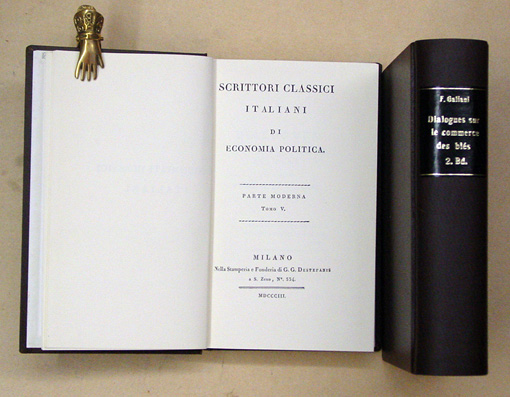 SCRITTORI CLASSICI
ITALIANI
DI
ECONOMIA POLITICA.
PARTE MODERNA
TOMO V.
MILANO
Nella Stamperia e Fonderia di G. G. DESTEFANIS
a S. Zeno, N.º 534.
MDCCCIII.
F. Galiani
Dialogues sur
le commerce
des blés
2. Bd.